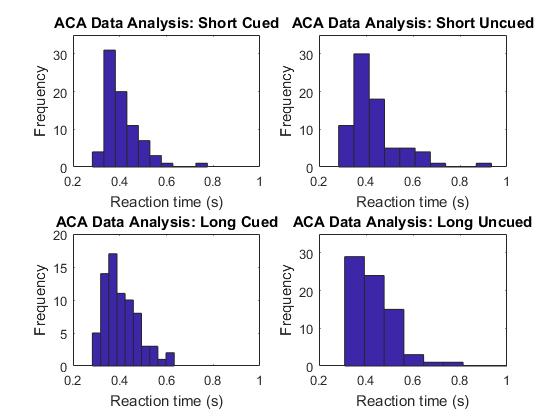 ACA Data Analysis: Short Cued
30
20
10
0
Frequency
0.2 0.4 0.6 0.8 1
Reaction time (s)
ACA Data Analysis: Short Uncued
30
20
10
0
Frequency
0.2 0.4 0.6 0.8 1
Reaction time (s)
ACA Data Analysis: Long Cued
20
15
10
5
0
Frequency
0.2 0.4 0.6 0.8 1
Reaction time (s)
ACA Data Analysis: Long Uncued
30
20
10
0
Frequency
0.2 0.4 0.6 0.8 1
Reaction time (s)